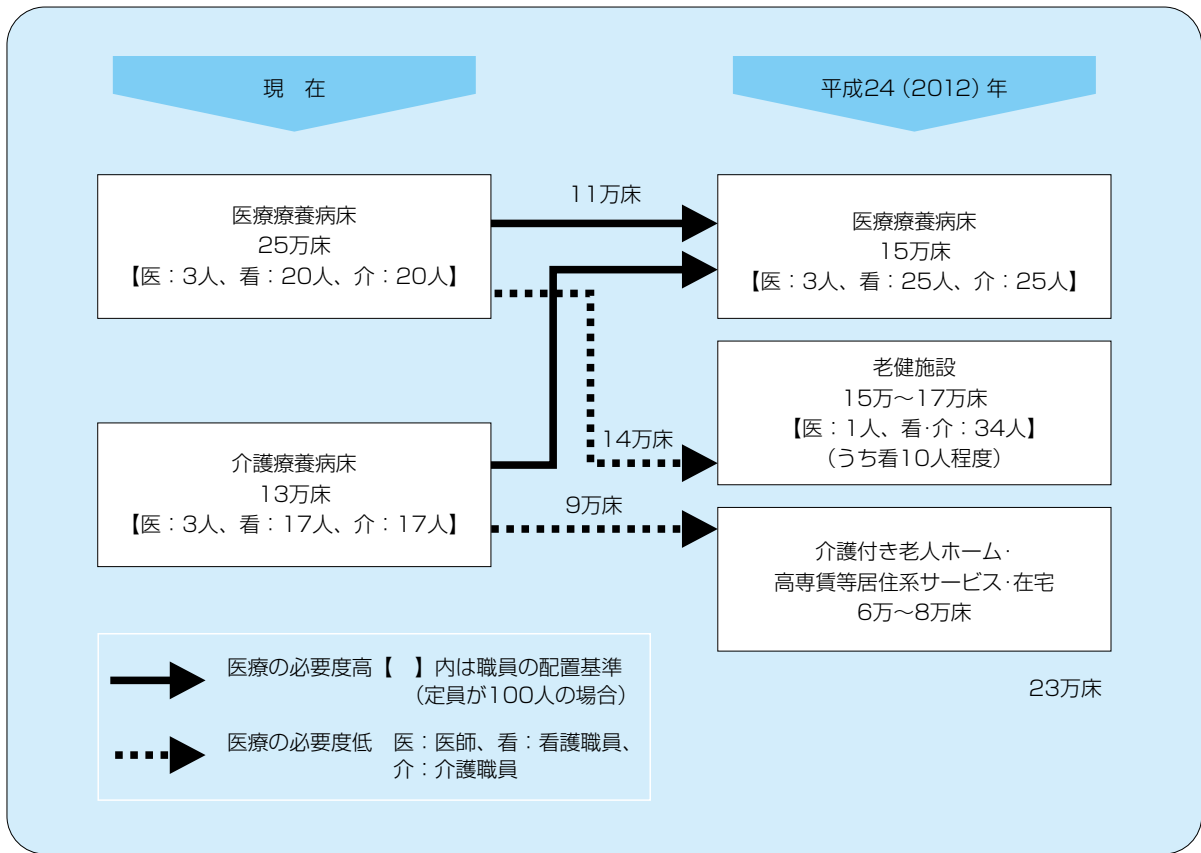 現　在
平成24（2012）年
医療療養病床
25万床
【医：3人、看：20人、介：20人】
11万床
医療療養病床
15万床
【医：3人、看：25人、介：25人】
老健施設
15万～17万床
【医：1人、看・介：34人】
（うち看10人程度）
14万床
介護療養病床
13万床
【医：3人、看：17人、介：17人】
9万床
介護付き老人ホーム・
高専賃等居住系サービス・在宅
6万～8万床
23万床
医療の必要度高【　】内は職員の配置基準
（定員が100人の場合）
医療の必要度低　医：医師、看：看護職員、
介：介護職員